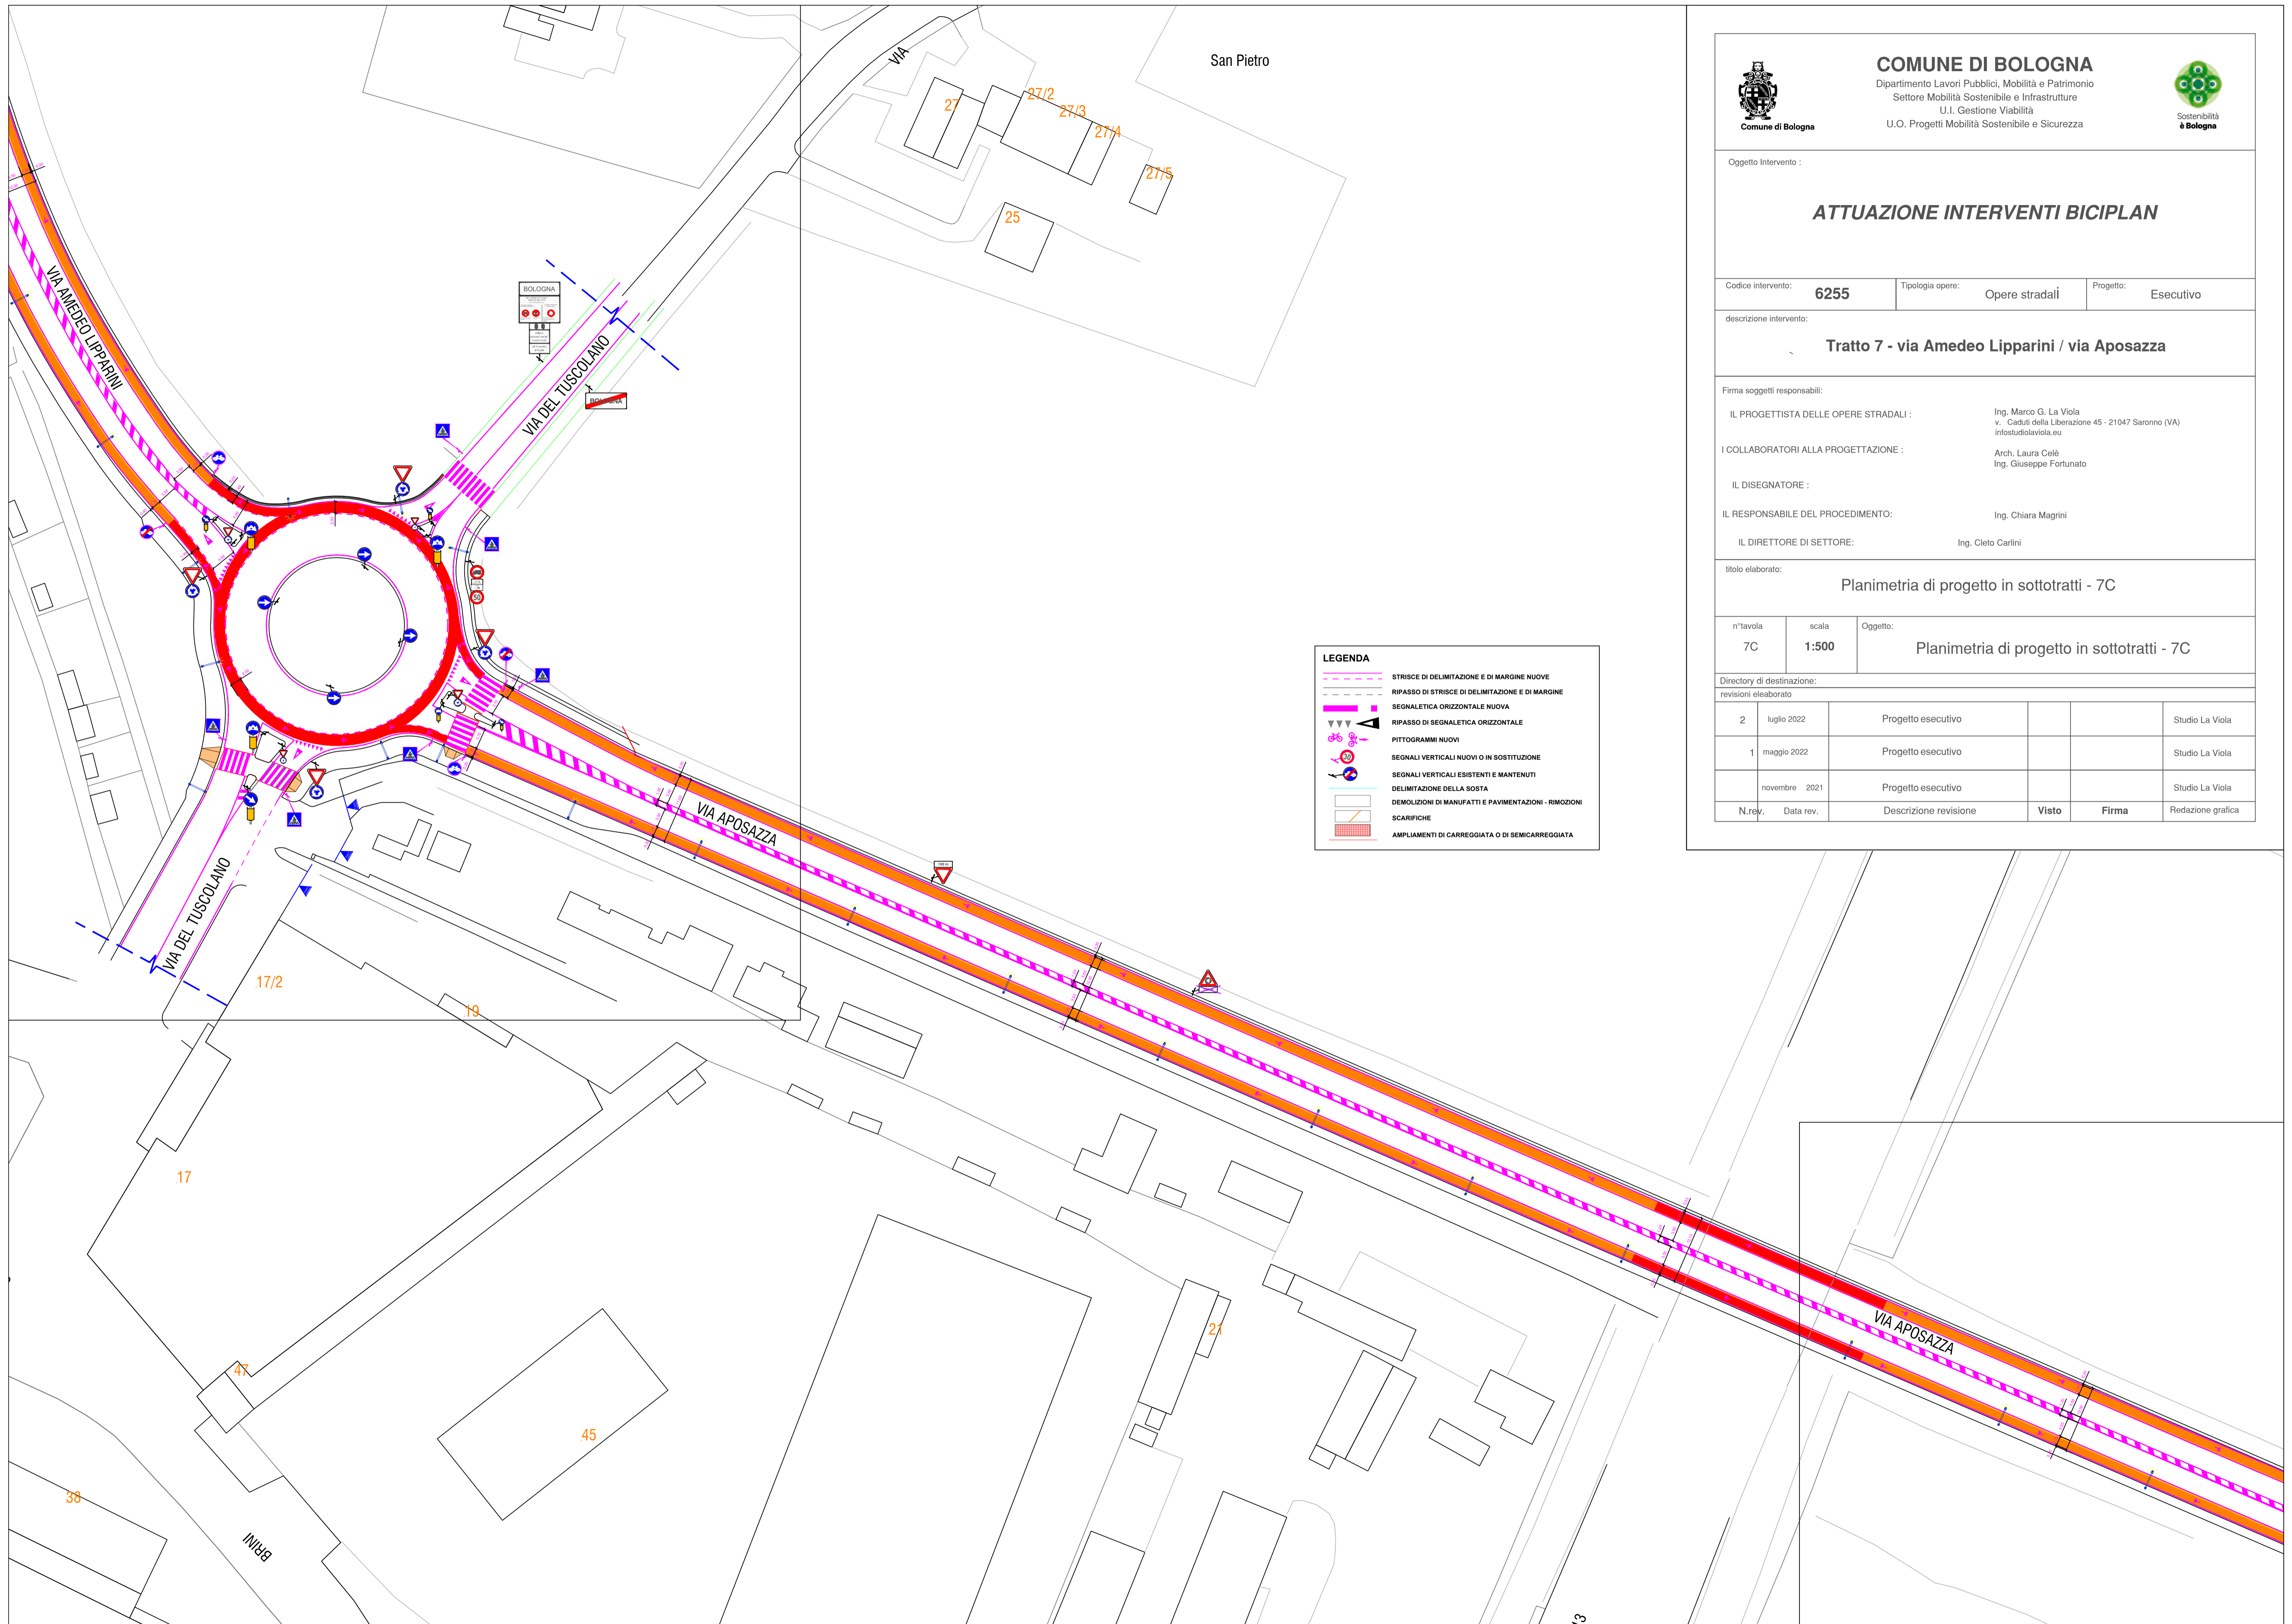 San Pietro
VIA
27
27/2
27/3
27/4
27/5
25
BOLOGNA
VIA AMEDEO LIPPARINI
VIA DEL TUSCOLANO
BOLOGNA
50
VIA APOSAZZA
VIA DEL TUSCOLANO
17/2
19
17
47
45
38
BRINI
21
VIA APOSAZZA
100 m
LEGENDA
STRISCE DI DELIMITAZIONE E DI MARGINE NUOVE
RIPASSO DI STRISCE DI DELIMITAZIONE E DI MARGINE
SEGNALETICA ORIZZONTALE NUOVA
RIPASSO DI SEGNALETICA ORIZZONTALE
PITTOGRAMMI NUOVI
30
SEGNALI VERTICALI NUOVI O IN SOSTITUZIONE
SEGNALI VERTICALI ESISTENTI E MANTENUTI
DELIMITAZIONE DELLA SOSTA
DEMOLIZIONI DI MANUFATTI E PAVIMENTAZIONI - RIMOZIONI
SCARIFICHE
AMPLIAMENTI DI CARREGGIATA O DI SEMICARREGGIATA
Comune di Bologna
COMUNE DI BOLOGNA
Dipartimento Lavori Pubblici, Mobilità e Patrimonio
Settore Mobilità Sostenibile e Infrastrutture
U.I. Gestione Viabilità
U.O. Progetti Mobilità Sostenibile e Sicurezza
Sostenibilità
è Bologna
Oggetto Intervento :
ATTUAZIONE INTERVENTI BICIPLAN
Codice intervento: 6255
Tipologia opere: Opere stradali
Progetto: Esecutivo
descrizione intervento:
Tratto 7 - via Amedeo Lipparini / via Aposazza
Firma soggetti responsabili:
IL PROGETTISTA DELLE OPERE STRADALI :
Ing. Marco G. La Viola
v. Caduti della Liberazione 45 - 21047 Saronno (VA)
infostudiolaviola.eu
I COLLABORATORI ALLA PROGETTAZIONE :
Arch. Laura Celè
Ing. Giuseppe Fortunato
IL DISEGNATORE :
IL RESPONSABILE DEL PROCEDIMENTO: Ing. Chiara Magrini
IL DIRETTORE DI SETTORE: Ing. Cleto Carlini
titolo elaborato:
Planimetria di progetto in sottotratti - 7C
n°tavola
7C
scala
1:500
Oggetto:
Planimetria di progetto in sottotratti - 7C
Directory di destinazione:
revisioni eleaborato
2 luglio 2022 Progetto esecutivo Studio La Viola
1 maggio 2022 Progetto esecutivo Studio La Viola
novembre 2021 Progetto esecutivo Studio La Viola
N.rev. Data rev. Descrizione revisione Visto Firma Redazione grafica